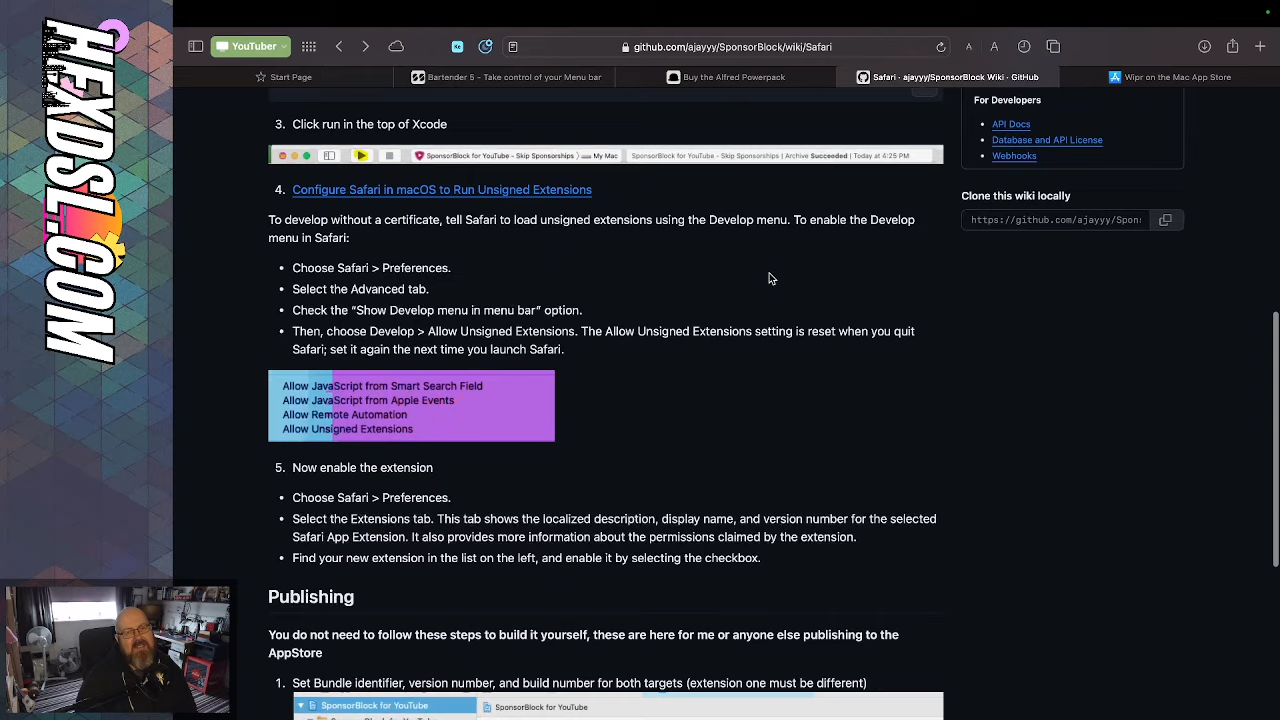 HEXDSL.COM
YouTuber
github.com/ajayyy/SponsorBlock/wiki/Safari
A
A
Start Page
Bartender 5 - Take control of your Menu bar
Buy the Alfred Powerpack
Safari - ajayyy/SponsorBlock Wiki · GitHub
Wipr on the Mac App Store
3. Click run in the top of Xcode
SponsorBlock for YouTube - Skip Sponsorships
My Mac
SponsorBlock for YouTube - Skip Sponsorships | Archive Succeeded | Today at 4:25 PM
4. Configure Safari in macOS to Run Unsigned Extensions
To develop without a certificate, tell Safari to load unsigned extensions using the Develop menu. To enable the Develop
menu in Safari:
• Choose Safari > Preferences.
• Select the Advanced tab.
• Check the “Show Develop menu in menu bar” option.
• Then, choose Develop > Allow Unsigned Extensions. The Allow Unsigned Extensions setting is reset when you quit
Safari; set it again the next time you launch Safari.
Allow JavaScript from Smart Search Field
Allow JavaScript from Apple Events
Allow Remote Automation
Allow Unsigned Extensions
5. Now enable the extension
• Choose Safari > Preferences.
• Select the Extensions tab. This tab shows the localized description, display name, and version number for the selected
Safari App Extension. It also provides more information about the permissions claimed by the extension.
• Find your new extension in the list on the left, and enable it by selecting the checkbox.
Publishing
You do not need to follow these steps to build it yourself, these are here for me or anyone else publishing to the
AppStore
1. Set Bundle identifier, version number, and build number for both targets (extension one must be different)
SponsorBlock for YouTube
SponsorBlock for YouTube
For Developers
• API Docs
• Database and API License
• Webhooks
Clone this wiki locally
https://github.com/ajayyy/Spons